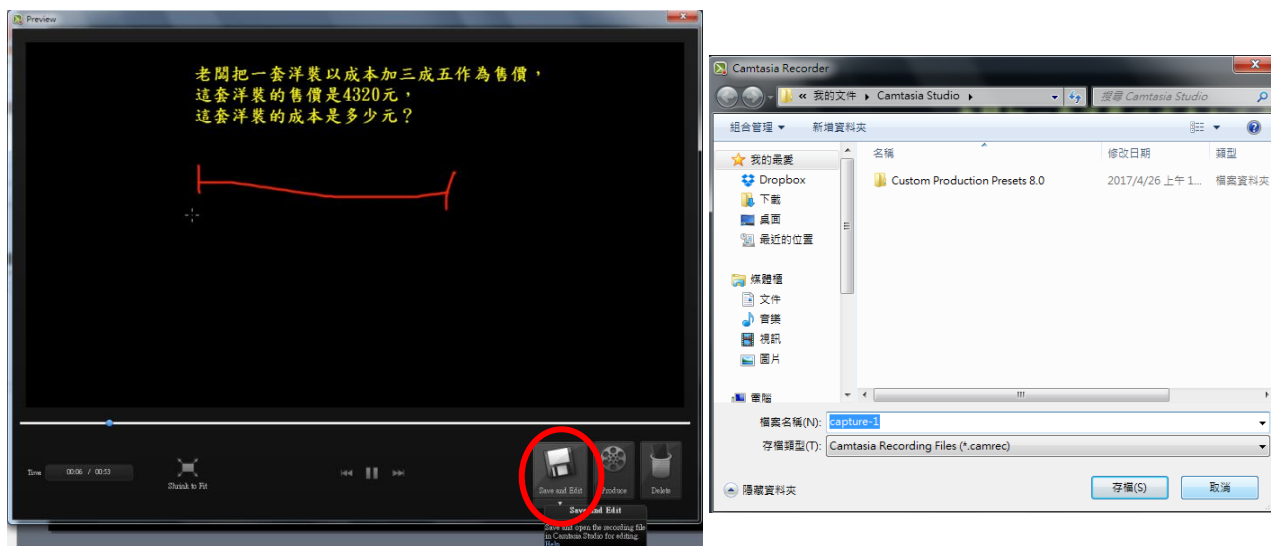 Preview
老闆把一套洋裝以成本加三成五作為售價，
這套洋裝的售價是4320元，
這套洋裝的成本是多少元？
Time 00:06 / 00:53
Shrink to Fit
Save and Edit
Produce
Delete
Save and Edit
Save and open the recording file
in Camtasia Studio for editing.
Help
Camtasia Recorder
« 我的文件 ▸ Camtasia Studio ▸
搜尋 Camtasia Studio
組合管理 ▼ 新增資料夾
名稱 修改日期 類型
我的最愛
Dropbox
下載
桌面
最近的位置
媒體櫃
文件
音樂
視訊
圖片
電腦
Custom Production Presets 8.0 2017/4/26 上午 1... 檔案資料夾
檔案名稱(N): capture-1
存檔類型(T): Camtasia Recording Files (*.camrec)
隱藏資料夾
存檔(S) 取消